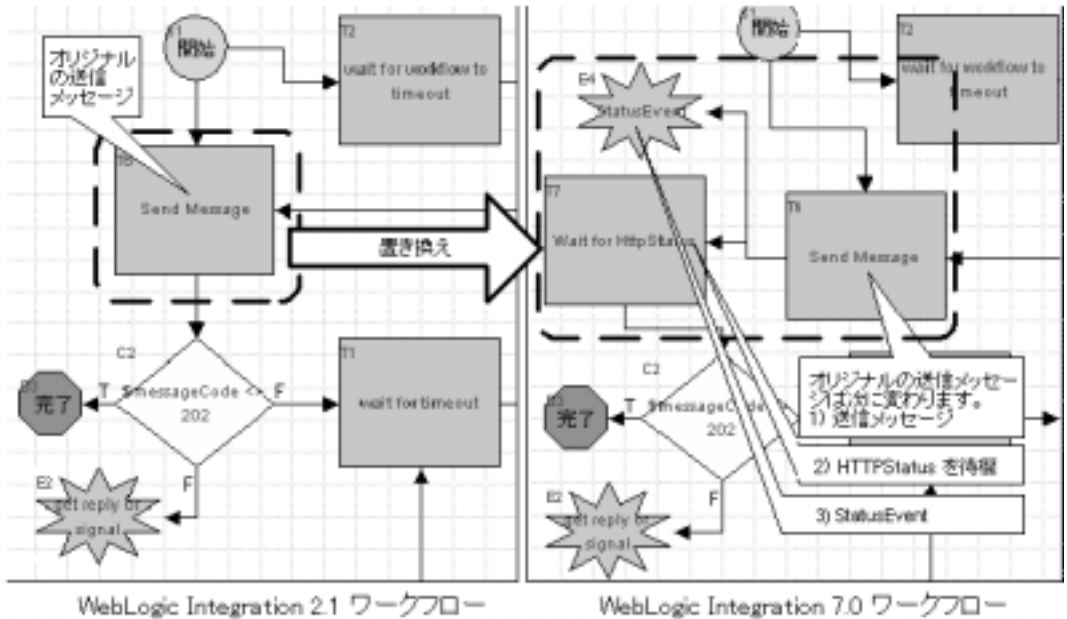 オリジナル
の送信
メッセージ
開始
T2
wait for workflow to
timeout
Send Message
置き換え
C2
$messageCode <>
202
T
F
完了
T1
wait for timeout
F
E2
get reply or
signal
WebLogic Integration 2.1 ワークフロー
開始
T2
wait for workflow to
timeout
E4
StatusEvent
T7
Wait for HttpStatus
T6
Send Message
C2
$messageCode
202
T
完了
F
E2
get reply or
signal
オリジナルの送信メッセー
ジは次に変わります。
1) 送信メッセージ
2) HTTPStatus を待機
3) StatusEvent
WebLogic Integration 7.0 ワークフロー